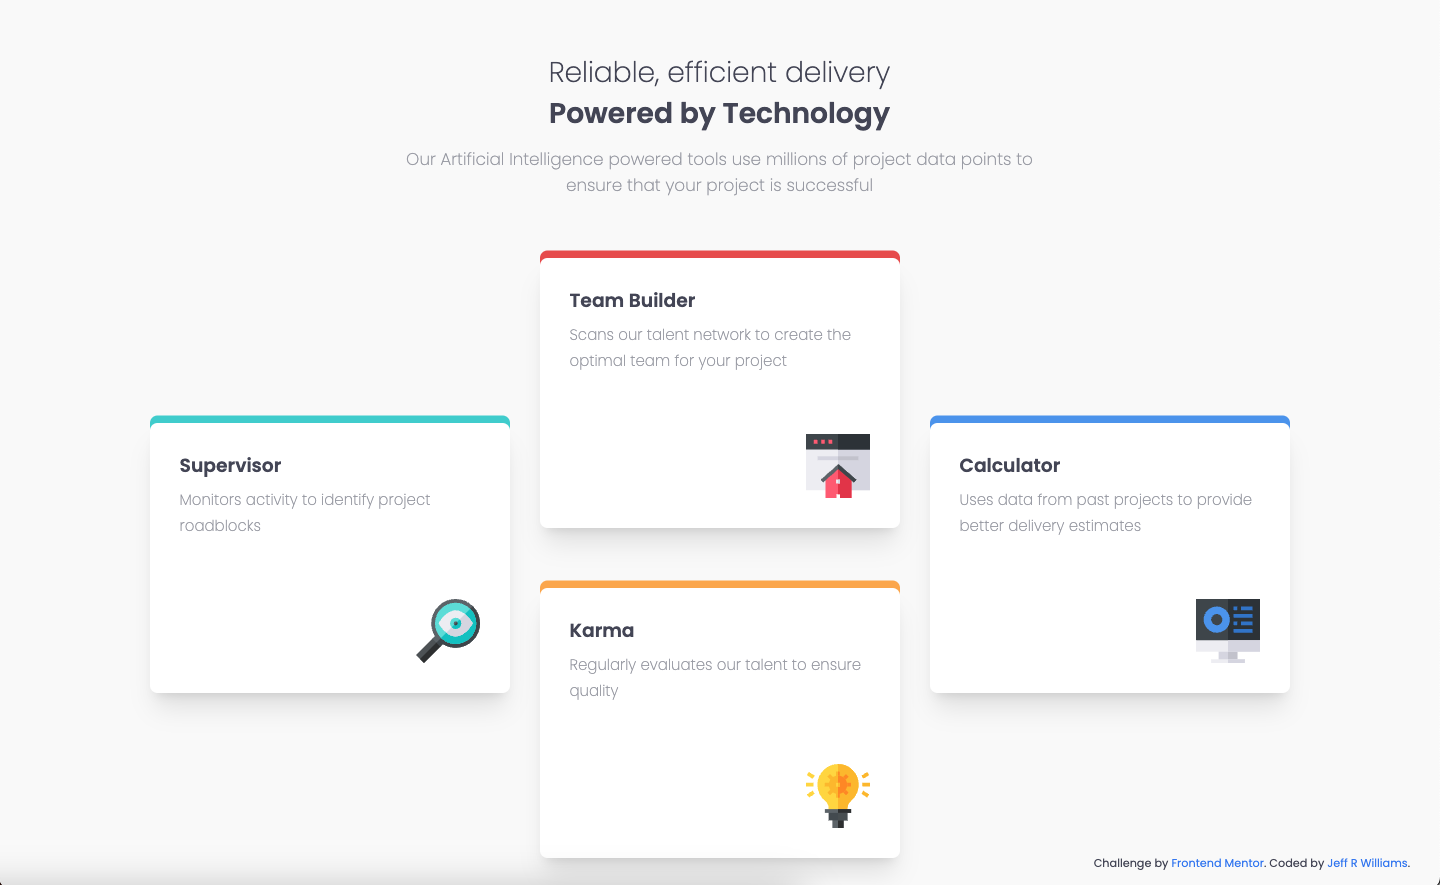 Reliable, efficient delivery
Powered by Technology
Our Artificial Intelligence powered tools use millions of project data points to
ensure that your project is successful
Team Builder
Scans our talent network to create the
optimal team for your project
Supervisor
Monitors activity to identify project
roadblocks
Calculator
Uses data from past projects to provide
better delivery estimates
Karma
Regularly evaluates our talent to ensure
quality
Challenge by Frontend Mentor. Coded by Jeff R Williams.